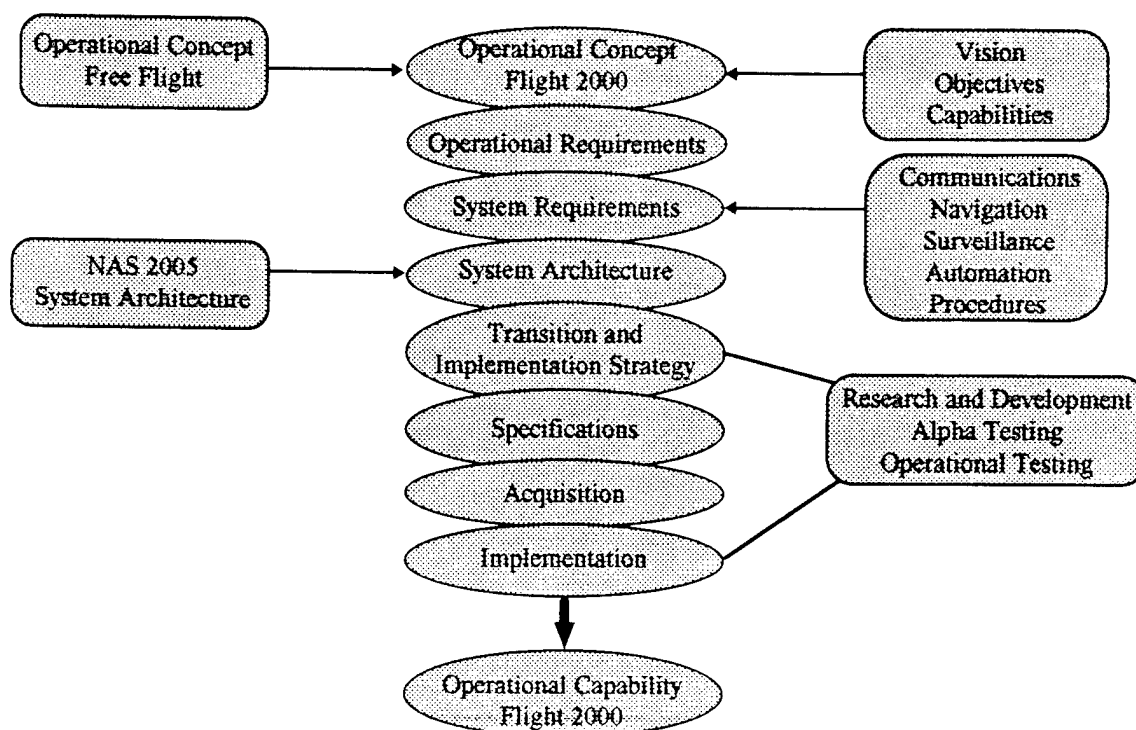 Operational Concept
Free Flight
Operational Concept
Flight 2000
Vision
Objectives
Capabilities
Operational Requirements
System Requirements
Communications
Navigation
Surveillance
Automation
Procedures
NAS 2005
System Architecture
System Architecture
Transition and
Implementation Strategy
Research and Development
Alpha Testing
Operational Testing
Specifications
Acquisition
Implementation
Operational Capability
Flight 2000